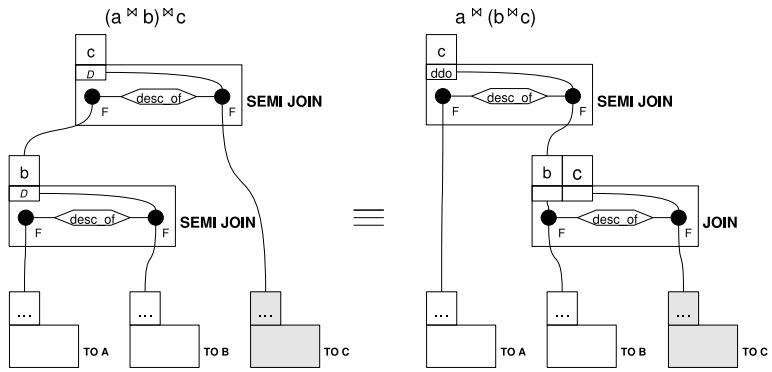 (a ⋈ b) ⋈ c
a ⋈ (b ⋈ c)
c
D
desc_of
F
F
SEMI JOIN
b
D
desc_of
F
F
SEMI JOIN
...
TO A
...
TO B
...
TO C
≡
c
ddo
desc_of
F
F
SEMI JOIN
b c
desc_of
F
F
JOIN
...
TO A
...
TO B
...
TO C